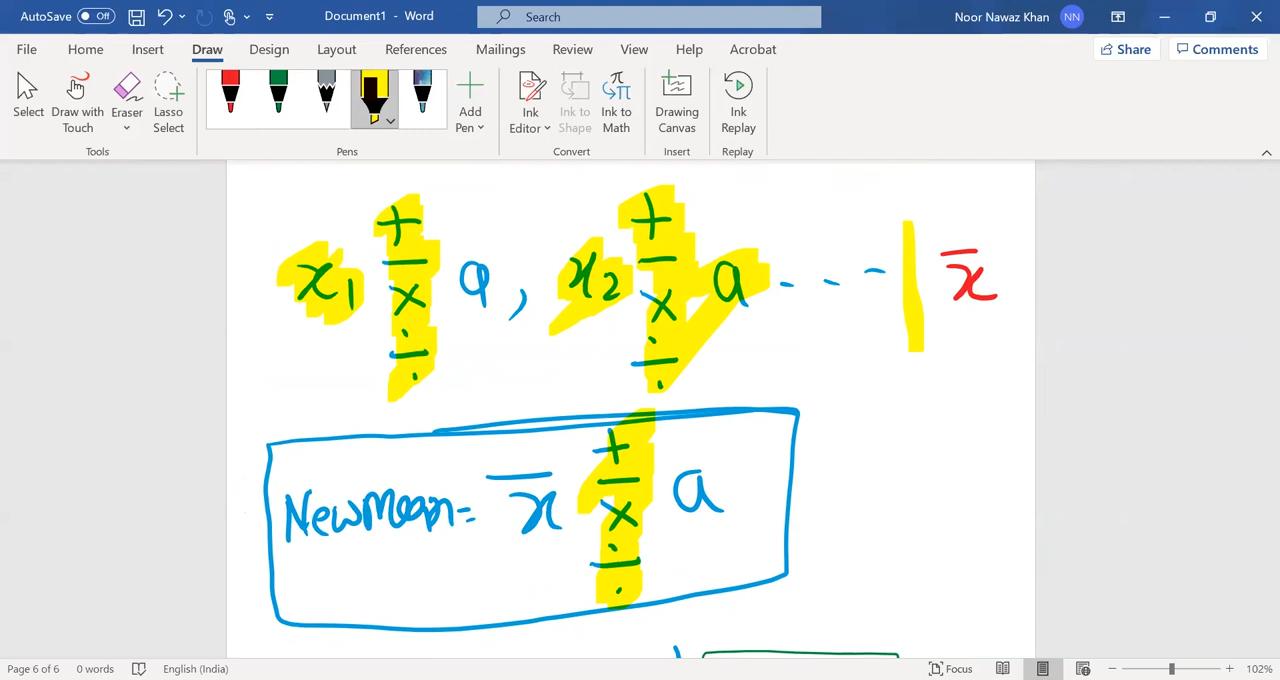 AutoSave Off Document1 - Word Search Noor Nawaz Khan NN
File Home Insert Draw Design Layout References Mailings Review View Help Acrobat Share Comments
Select Draw with Touch Eraser Lasso Select Add Pen Ink Editor Ink to Shape Ink to Math Drawing Canvas Ink Replay
Tools Pens Convert Insert Replay
x₁ + − × ÷ a, x₂ + − × ÷ a - - - | x̄
New Mean = x̄ + − × ÷ a
Page 6 of 6 0 words English (India) Focus 102%